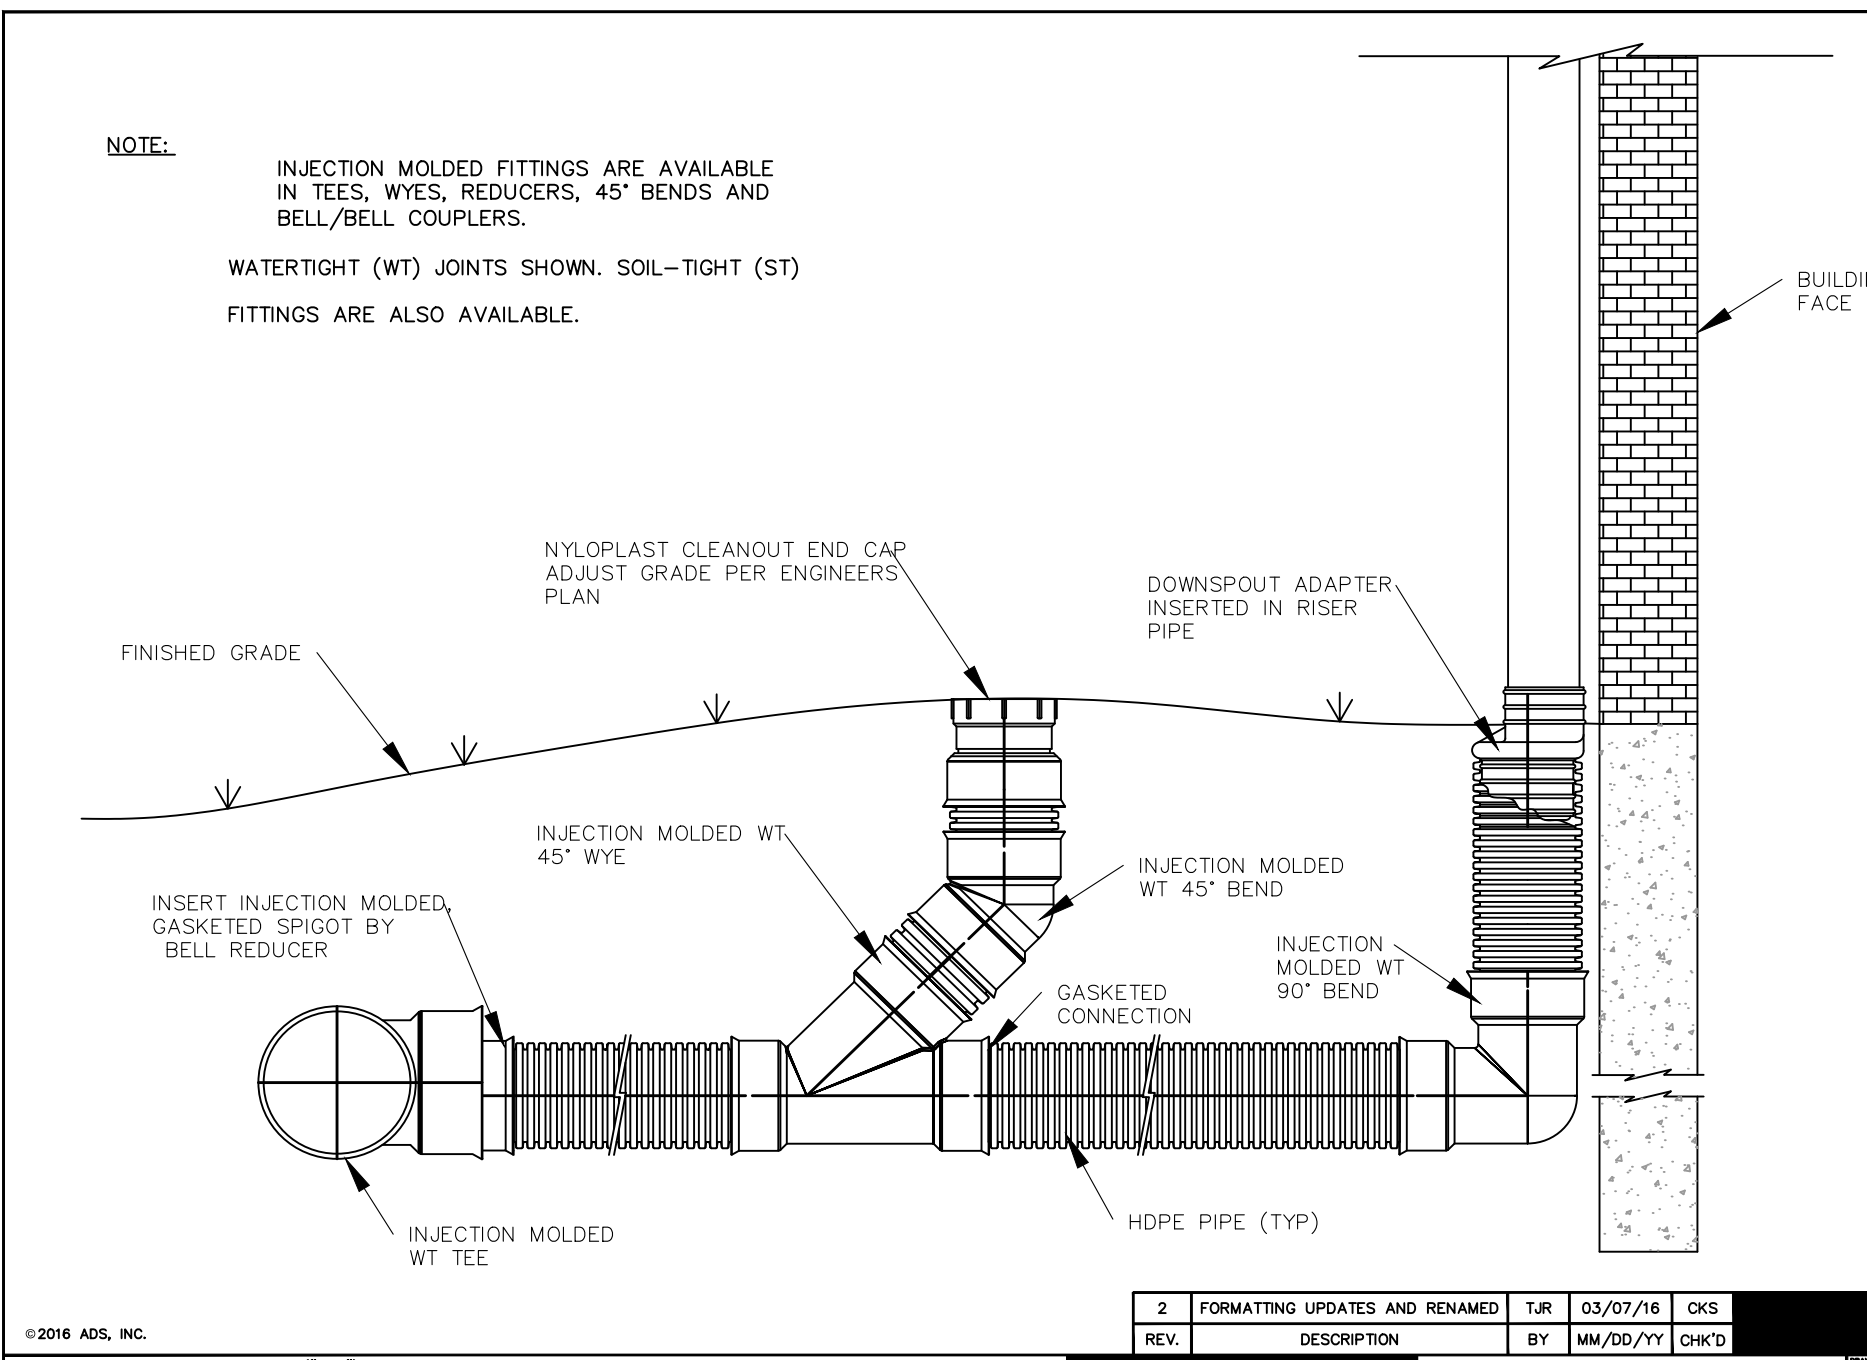 NOTE:
INJECTION MOLDED FITTINGS ARE AVAILABLE
IN TEES, WYES, REDUCERS, 45° BENDS AND
BELL/BELL COUPLERS.
WATERTIGHT (WT) JOINTS SHOWN. SOIL-TIGHT (ST)
FITTINGS ARE ALSO AVAILABLE.
FACE
NYLOPLAST CLEANOUT END CAP
ADJUST GRADE PER ENGINEERS
PLAN
DOWNSPOUT ADAPTER
INSERTED IN RISER
PIPE
FINISHED GRADE
INJECTION MOLDED WT
45° WYE
INJECTION MOLDED
WT 45° BEND
INSERT INJECTION MOLDED,
GASKETED SPIGOT BY
BELL REDUCER
INJECTION
MOLDED WT
90° BEND
GASKETED
CONNECTION
HDPE PIPE (TYP)
INJECTION MOLDED
WT TEE
2 FORMATTING UPDATES AND RENAMED TJR 03/07/16 CKS
REV. DESCRIPTION BY MM/DD/YY CHK'D
©2016 ADS, INC.